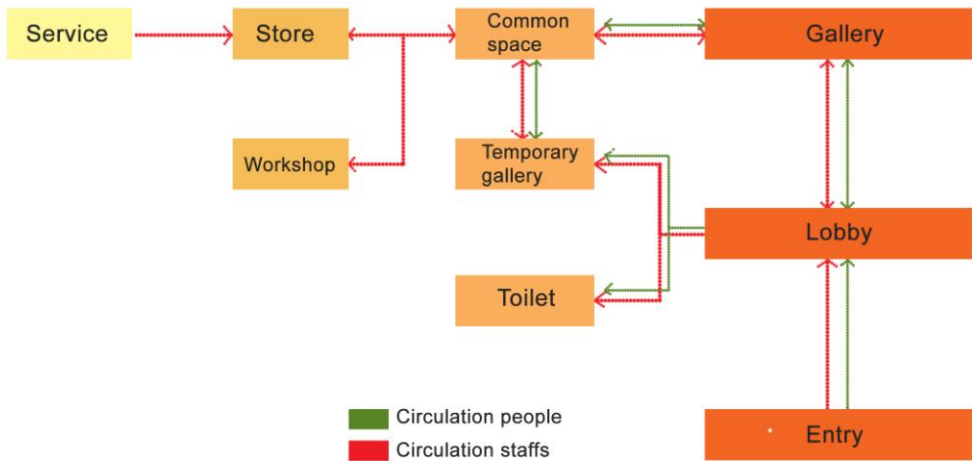 Service
Store
Common
space
Gallery
Workshop
Temporary
gallery
Lobby
Toilet
Circulation people
Circulation staffs
Entry